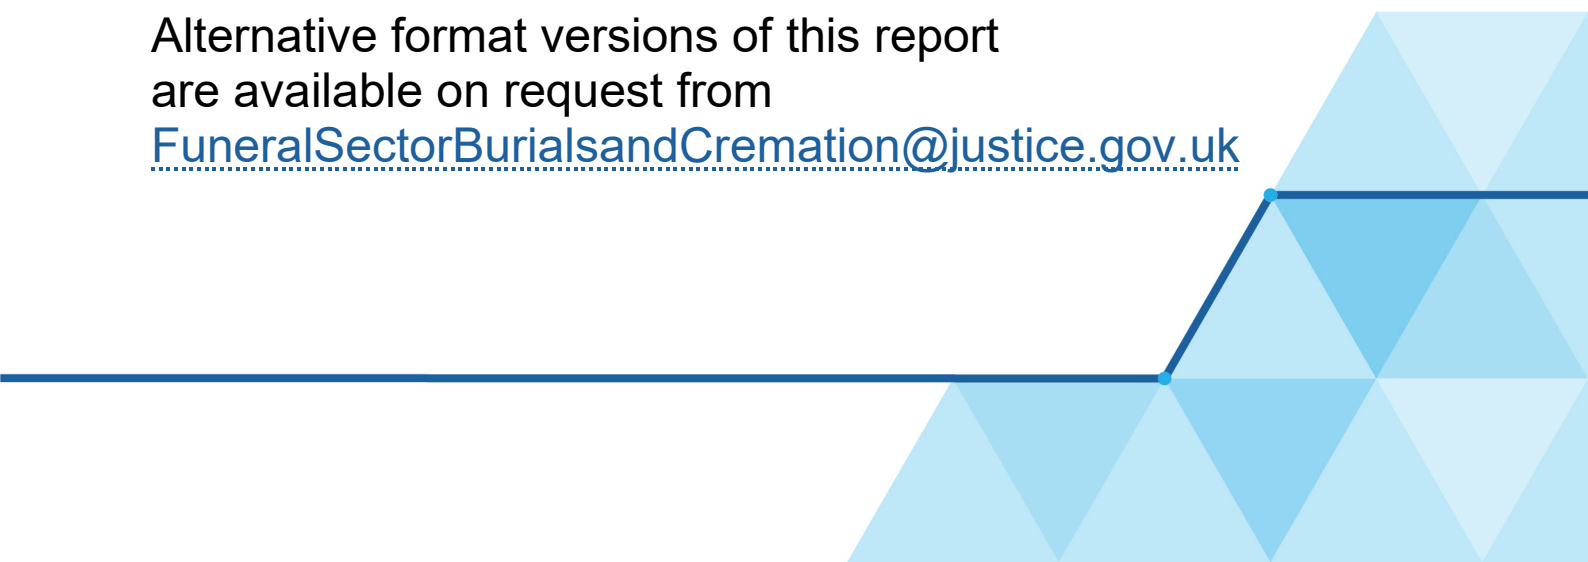 Alternative format versions of this report
are available on request from
FuneralSectorBurialsandCremation@justice.gov.uk